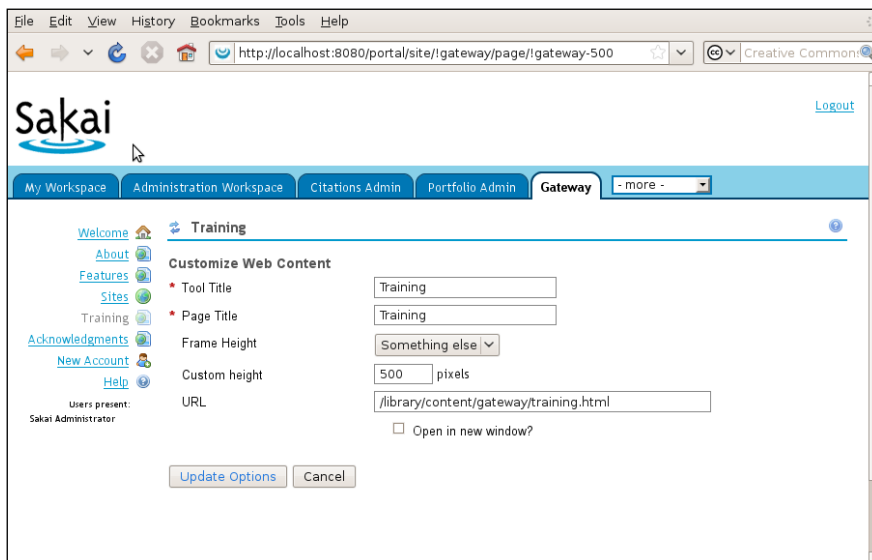 File Edit View History Bookmarks Tools Help
http://localhost:8080/portal/site/!gateway/page/!gateway-500
cc Creative Commons
Sakai
Logout
My Workspace Administration Workspace Citations Admin Portfolio Admin Gateway - more -
Welcome
About
Features
Sites
Training
Acknowledgments
New Account
Help
Users present:
Sakai Administrator
Training
Customize Web Content
* Tool Title Training
* Page Title Training
Frame Height Something else
Custom height 500 pixels
URL /library/content/gateway/training.html
Open in new window?
Update Options Cancel